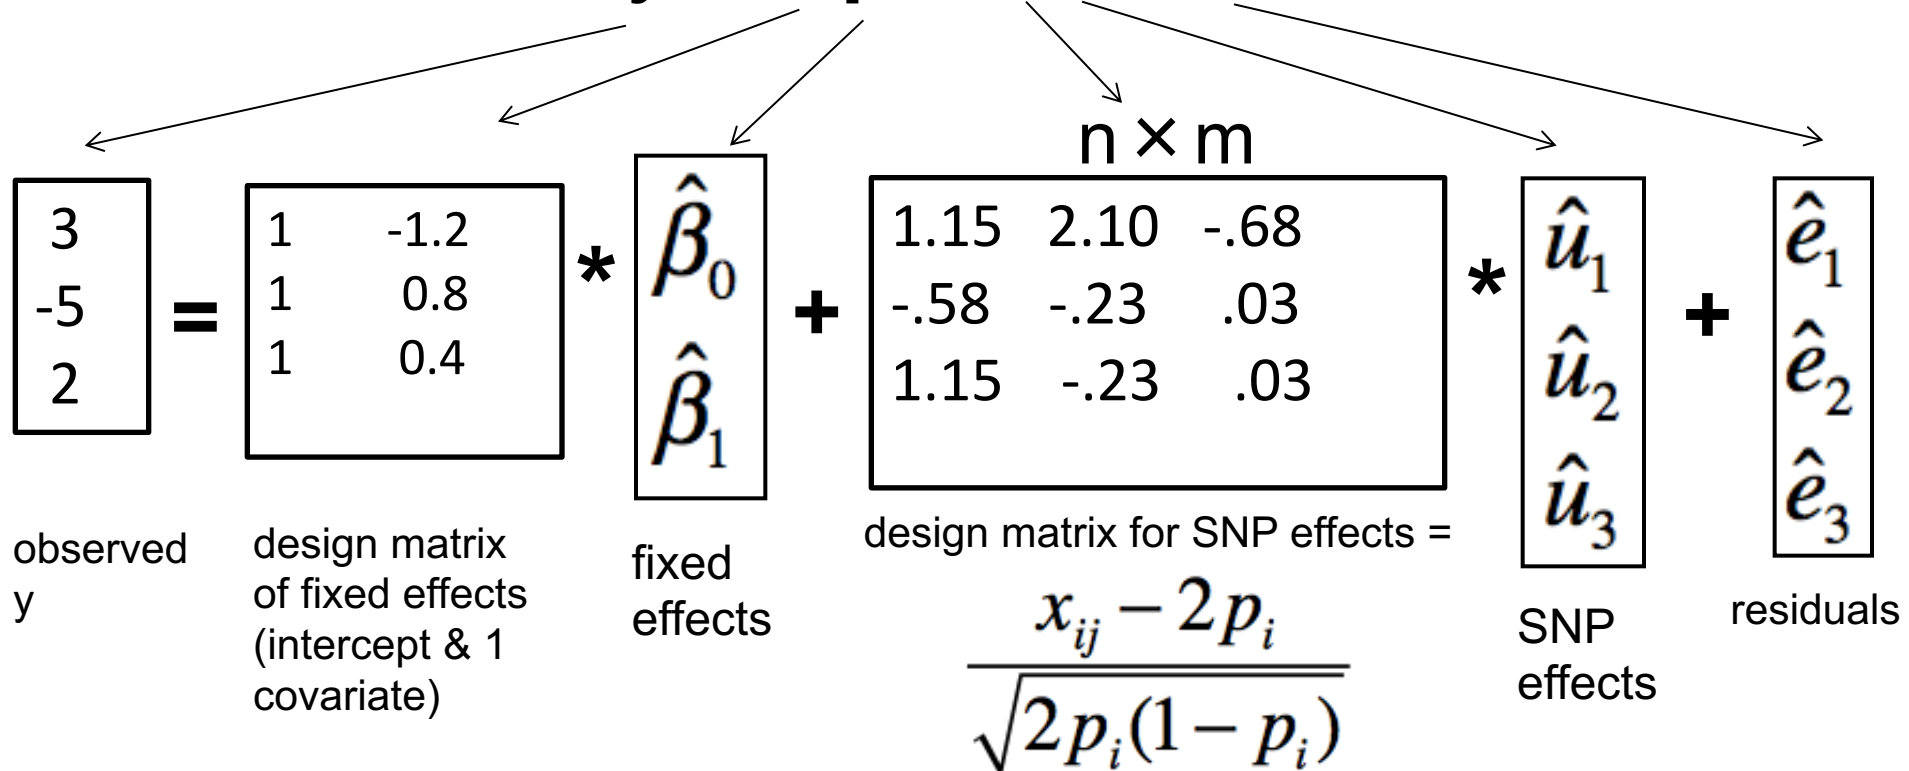 n × m
3
-5
2
=
1 -1.2
1 0.8
1 0.4
*
β̂₀
β̂₁
+
1.15 2.10 -.68
-.58 -.23 .03
1.15 -.23 .03
*
û₁
û₂
û₃
+
ê₁
ê₂
ê₃
observed
y
design matrix
of fixed effects
(intercept & 1
covariate)
fixed
effects
design matrix for SNP effects =
xᵢⱼ − 2pᵢ
√2pᵢ(1 − pᵢ)
SNP
effects
residuals